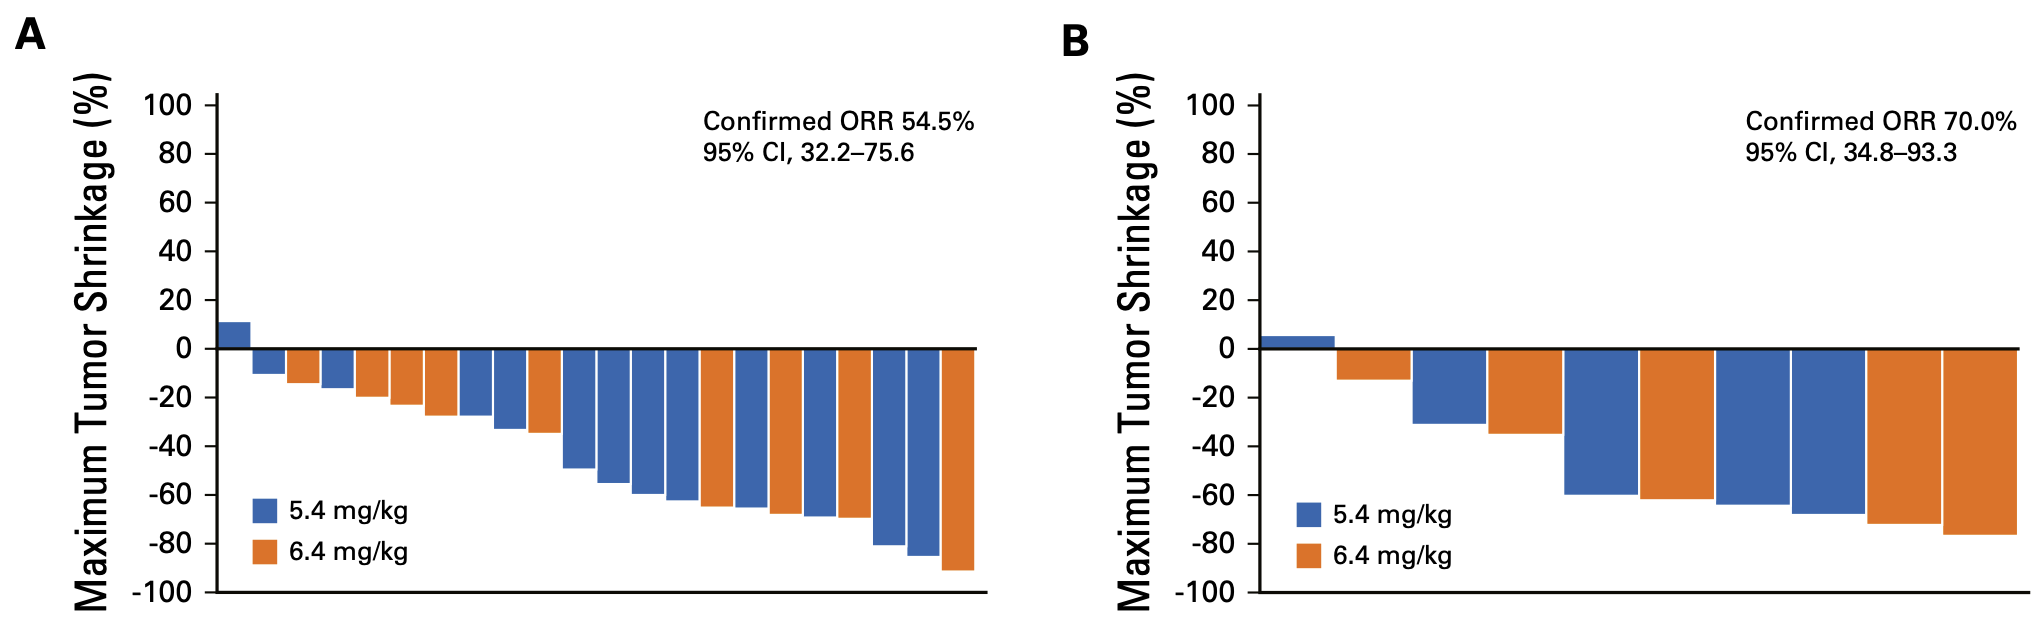 A
Maximum Tumor Shrinkage (%)
100
80
60
40
20
0
-20
-40
-60
-80
-100
Confirmed ORR 54.5%
95% CI, 32.2–75.6
5.4 mg/kg
6.4 mg/kg
B
Maximum Tumor Shrinkage (%)
100
80
60
40
20
0
-20
-40
-60
-80
-100
Confirmed ORR 70.0%
95% CI, 34.8–93.3
5.4 mg/kg
6.4 mg/kg